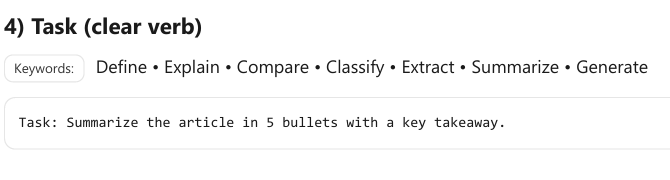 4) Task (clear verb)
Keywords: Define • Explain • Compare • Classify • Extract • Summarize • Generate
Task: Summarize the article in 5 bullets with a key takeaway.